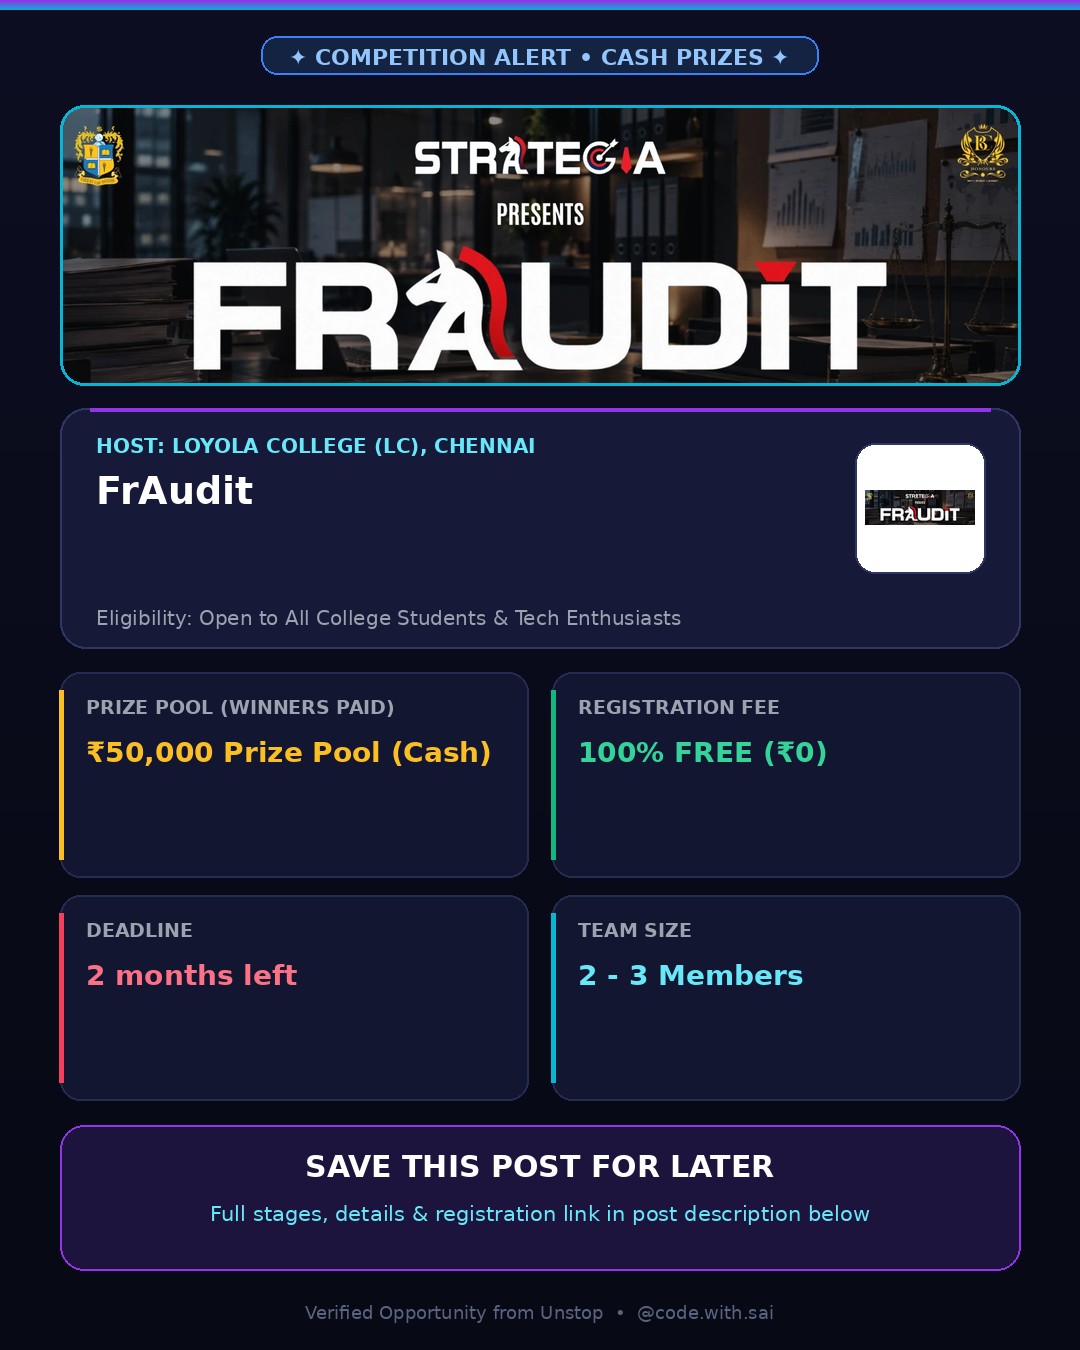 ✦ COMPETITION ALERT • CASH PRIZES ✦
STRATEGIA
PRESENTS
FRAUDIT
HOST: LOYOLA COLLEGE (LC), CHENNAI
FrAudit
STRATEGIA
FRAUDIT
Eligibility: Open to All College Students & Tech Enthusiasts
PRIZE POOL (WINNERS PAID)
₹50,000 Prize Pool (Cash)
REGISTRATION FEE
100% FREE (₹0)
DEADLINE
2 months left
TEAM SIZE
2 - 3 Members
SAVE THIS POST FOR LATER
Full stages, details & registration link in post description below
Verified Opportunity from Unstop • @code.with.sai